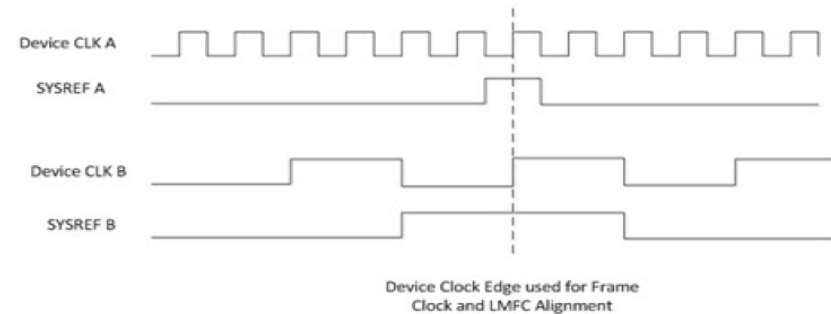 Device CLK A
SYSREF A
Device CLK B
SYSREF B
Device Clock Edge used for Frame
Clock and LMFC Alignment